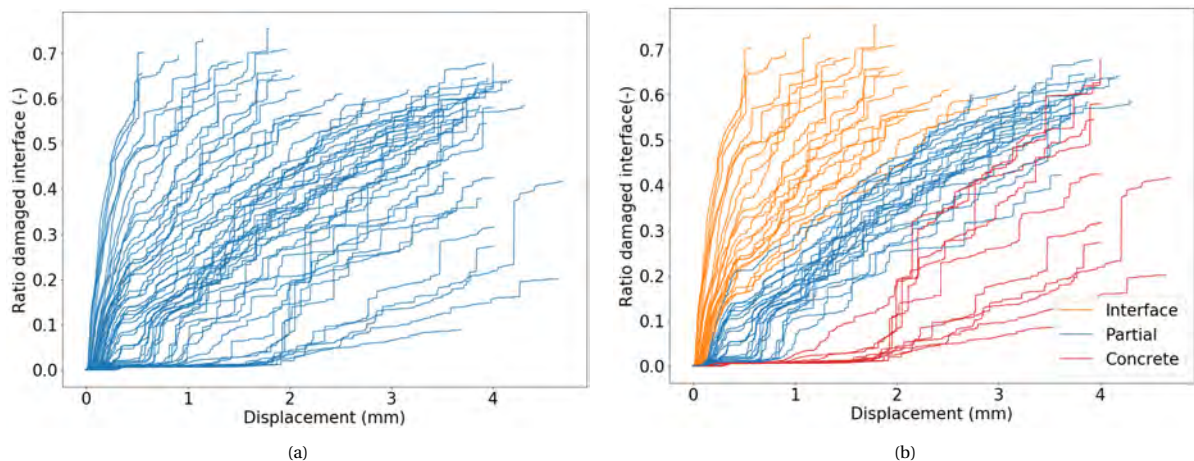 0.7
0.6
0.5
0.4
0.3
0.2
0.1
0.0
Ratio damaged interface (-)
0 1 2 3 4
Displacement (mm)
(a)
0.7
0.6
0.5
0.4
0.3
0.2
0.1
0.0
Ratio damaged interface(-)
Interface
Partial
Concrete
0 1 2 3 4
Displacement (mm)
(b)